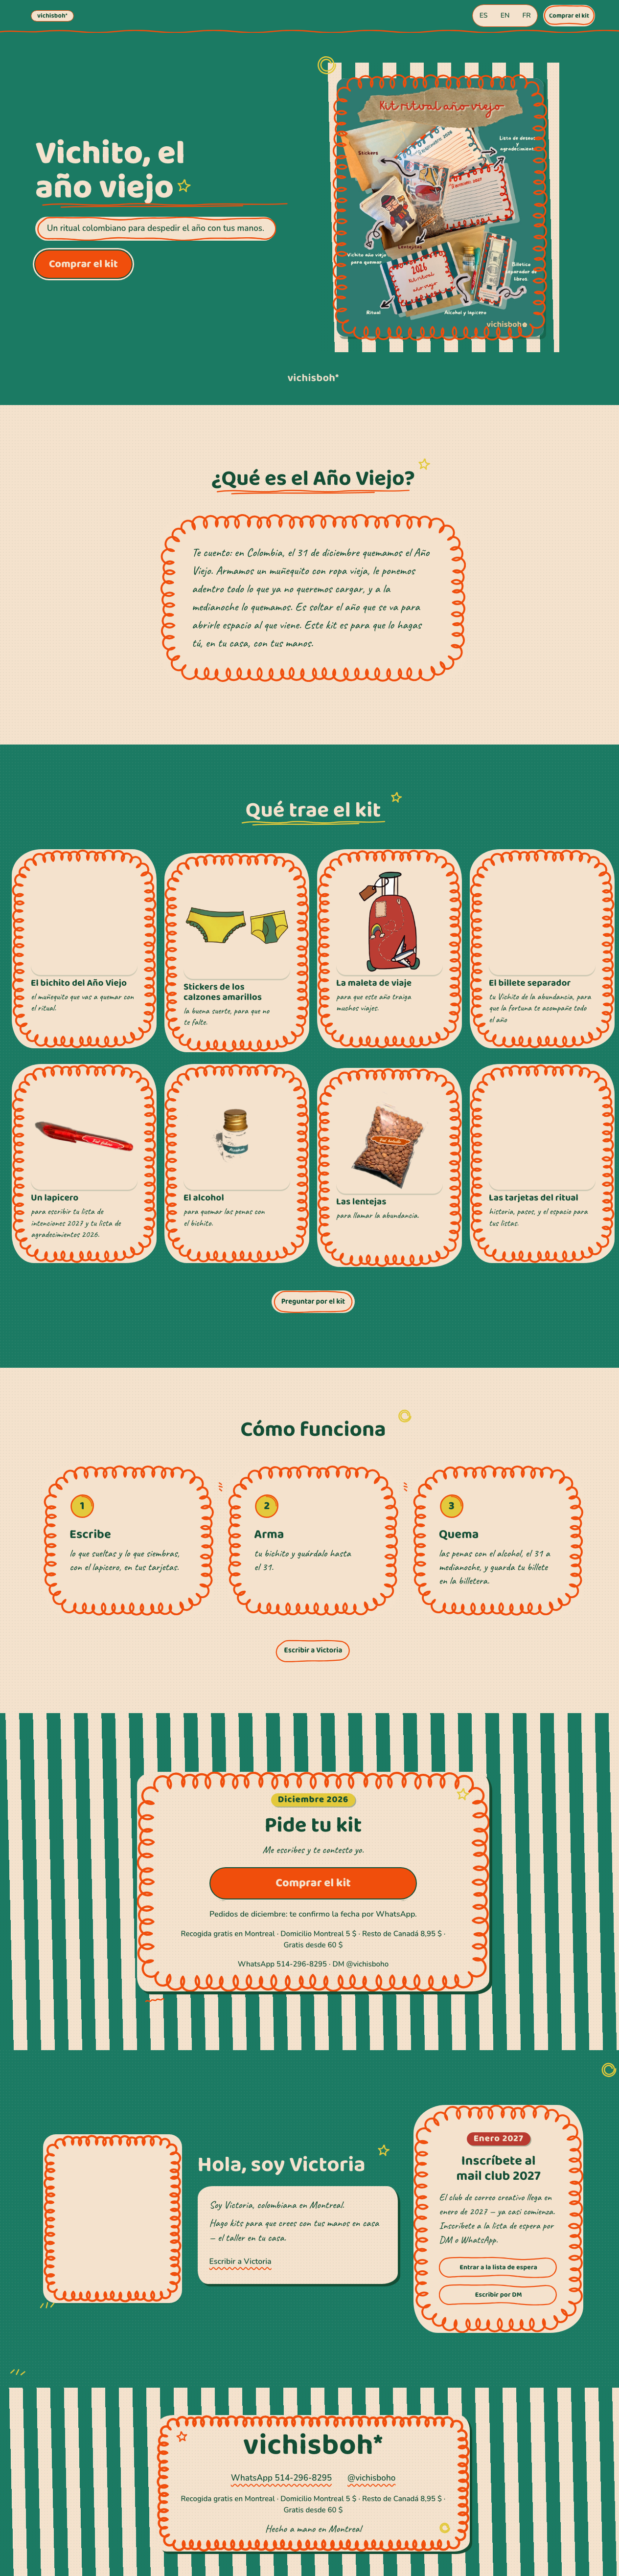 vichisboh*
ES EN FR
Comprar el kit
Vichito, el
año viejo
Un ritual colombiano para despedir el año con tus manos.
Comprar el kit
Kit ritual año viejo
Stickers
Lista de deseos
y
agradecimientos
Lentejas
Vichito año viejo
para quemar
2026
Kit ritual
año viejo
Billetico
separador de
libros
Ritual
Alcohol y lapicero
vichisboh
vichisboh*
¿Qué es el Año Viejo?
Te cuento: en Colombia, el 31 de diciembre quemamos el Año
Viejo. Armamos un muñequito con ropa vieja, le ponemos
adentro todo lo que ya no queremos cargar, y a la
medianoche lo quemamos. Es soltar el año que se va para
abrirle espacio al que viene. Este kit es para que lo hagas
tú, en tu casa, con tus manos.
Qué trae el kit
El bichito del Año Viejo
el muñequito que vas a quemar con
el ritual.
Stickers de los
calzones amarillos
la buena suerte, para que no
te falte.
La maleta de viaje
para que este año traiga
muchos viajes.
El billete separador
tu Vichito de la abundancia, para
que la fortuna te acompañe todo
el año
Un lapicero
para escribir tu lista de
intenciones 2027 y tu lista de
agradecimientos 2026.
El alcohol
para quemar las penas con
el bichito.
Las lentejas
para llamar la abundancia.
Las tarjetas del ritual
historia, pasos, y el espacio para
tus listas.
Preguntar por el kit
Cómo funciona
1
Escribe
lo que sueltas y lo que siembras,
con el lapicero, en tus tarjetas.
2
Arma
tu bichito y guárdalo hasta
el 31.
3
Quema
las penas con el alcohol, el 31 a
medianoche, y guarda tu billete
en la billetera.
Escribir a Victoria
Diciembre 2026
Pide tu kit
Me escribes y te contesto yo.
Comprar el kit
Pedidos de diciembre: te confirmo la fecha por WhatsApp.
Recogida gratis en Montreal · Domicilio Montreal 5 $ · Resto de Canadá 8,95 $ ·
Gratis desde 60 $
WhatsApp 514-296-8295 · DM @vichisboho
Hola, soy Victoria
Soy Victoria, colombiana en Montreal.
Hago kits para que crees con tus manos en casa
— el taller en tu casa.
Escribir a Victoria
Enero 2027
Inscríbete al
mail club 2027
El club de correo creativo llega en
enero de 2027 — ya casi comienza.
Inscríbete a la lista de espera por
DM o WhatsApp.
Entrar a la lista de espera
Escribir por DM
vichisboh*
WhatsApp 514-296-8295 @vichisboho
Recogida gratis en Montreal · Domicilio Montreal 5 $ · Resto de Canadá 8,95 $ ·
Gratis desde 60 $
Hecho a mano en Montreal